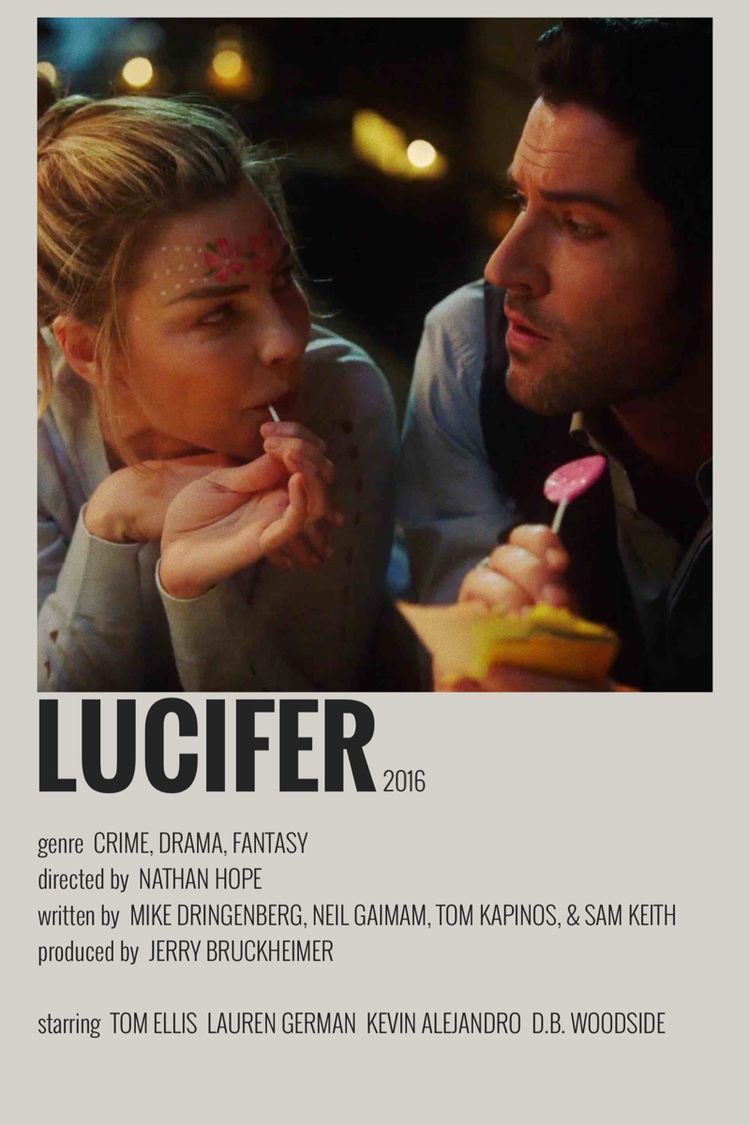 LUCIFER 2016
genre CRIME, DRAMA, FANTASY
directed by NATHAN HOPE
written by MIKE DRINGENBERG, NEIL GAIMAM, TOM KAPINOS, & SAM KEITH
produced by JERRY BRUCKHEIMER
starring TOM ELLIS LAUREN GERMAN KEVIN ALEJANDRO D.B. WOODSIDE